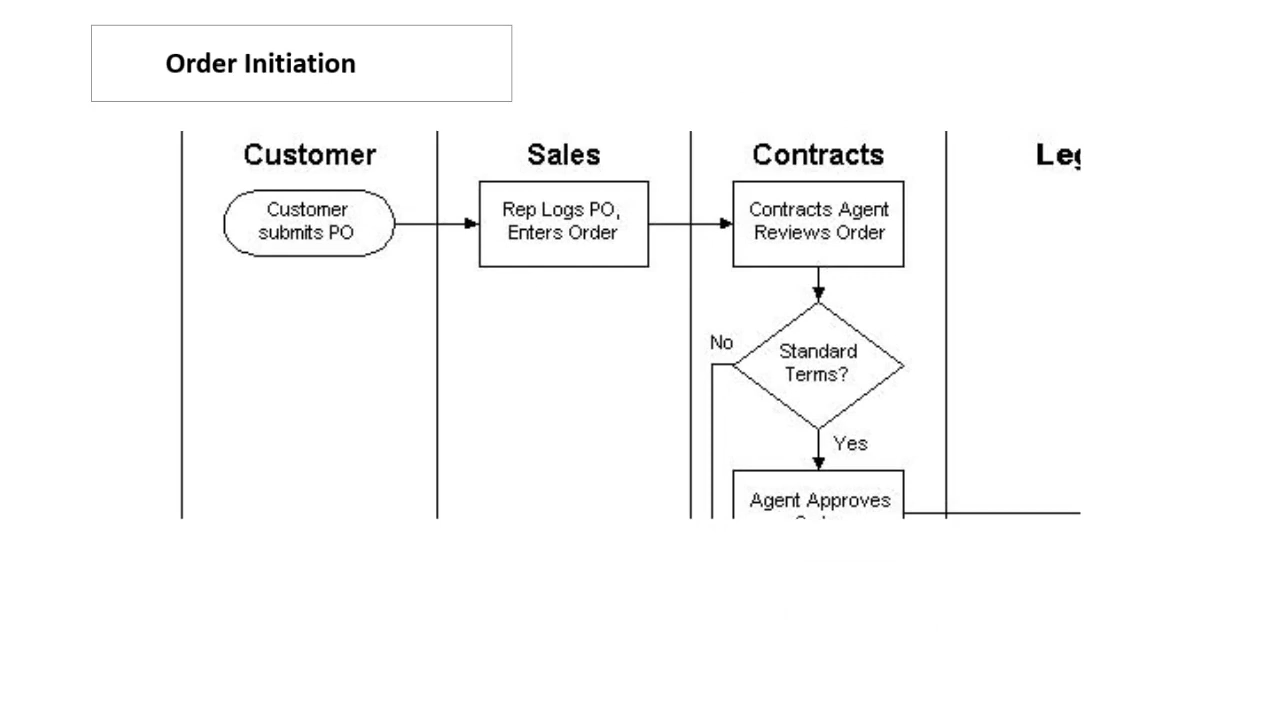 Order Initiation
Customer
Sales
Contracts
Customer
submits PO
Rep Logs PO,
Enters Order
Contracts Agent
Reviews Order
No
Standard
Terms?
Yes
Agent Approves